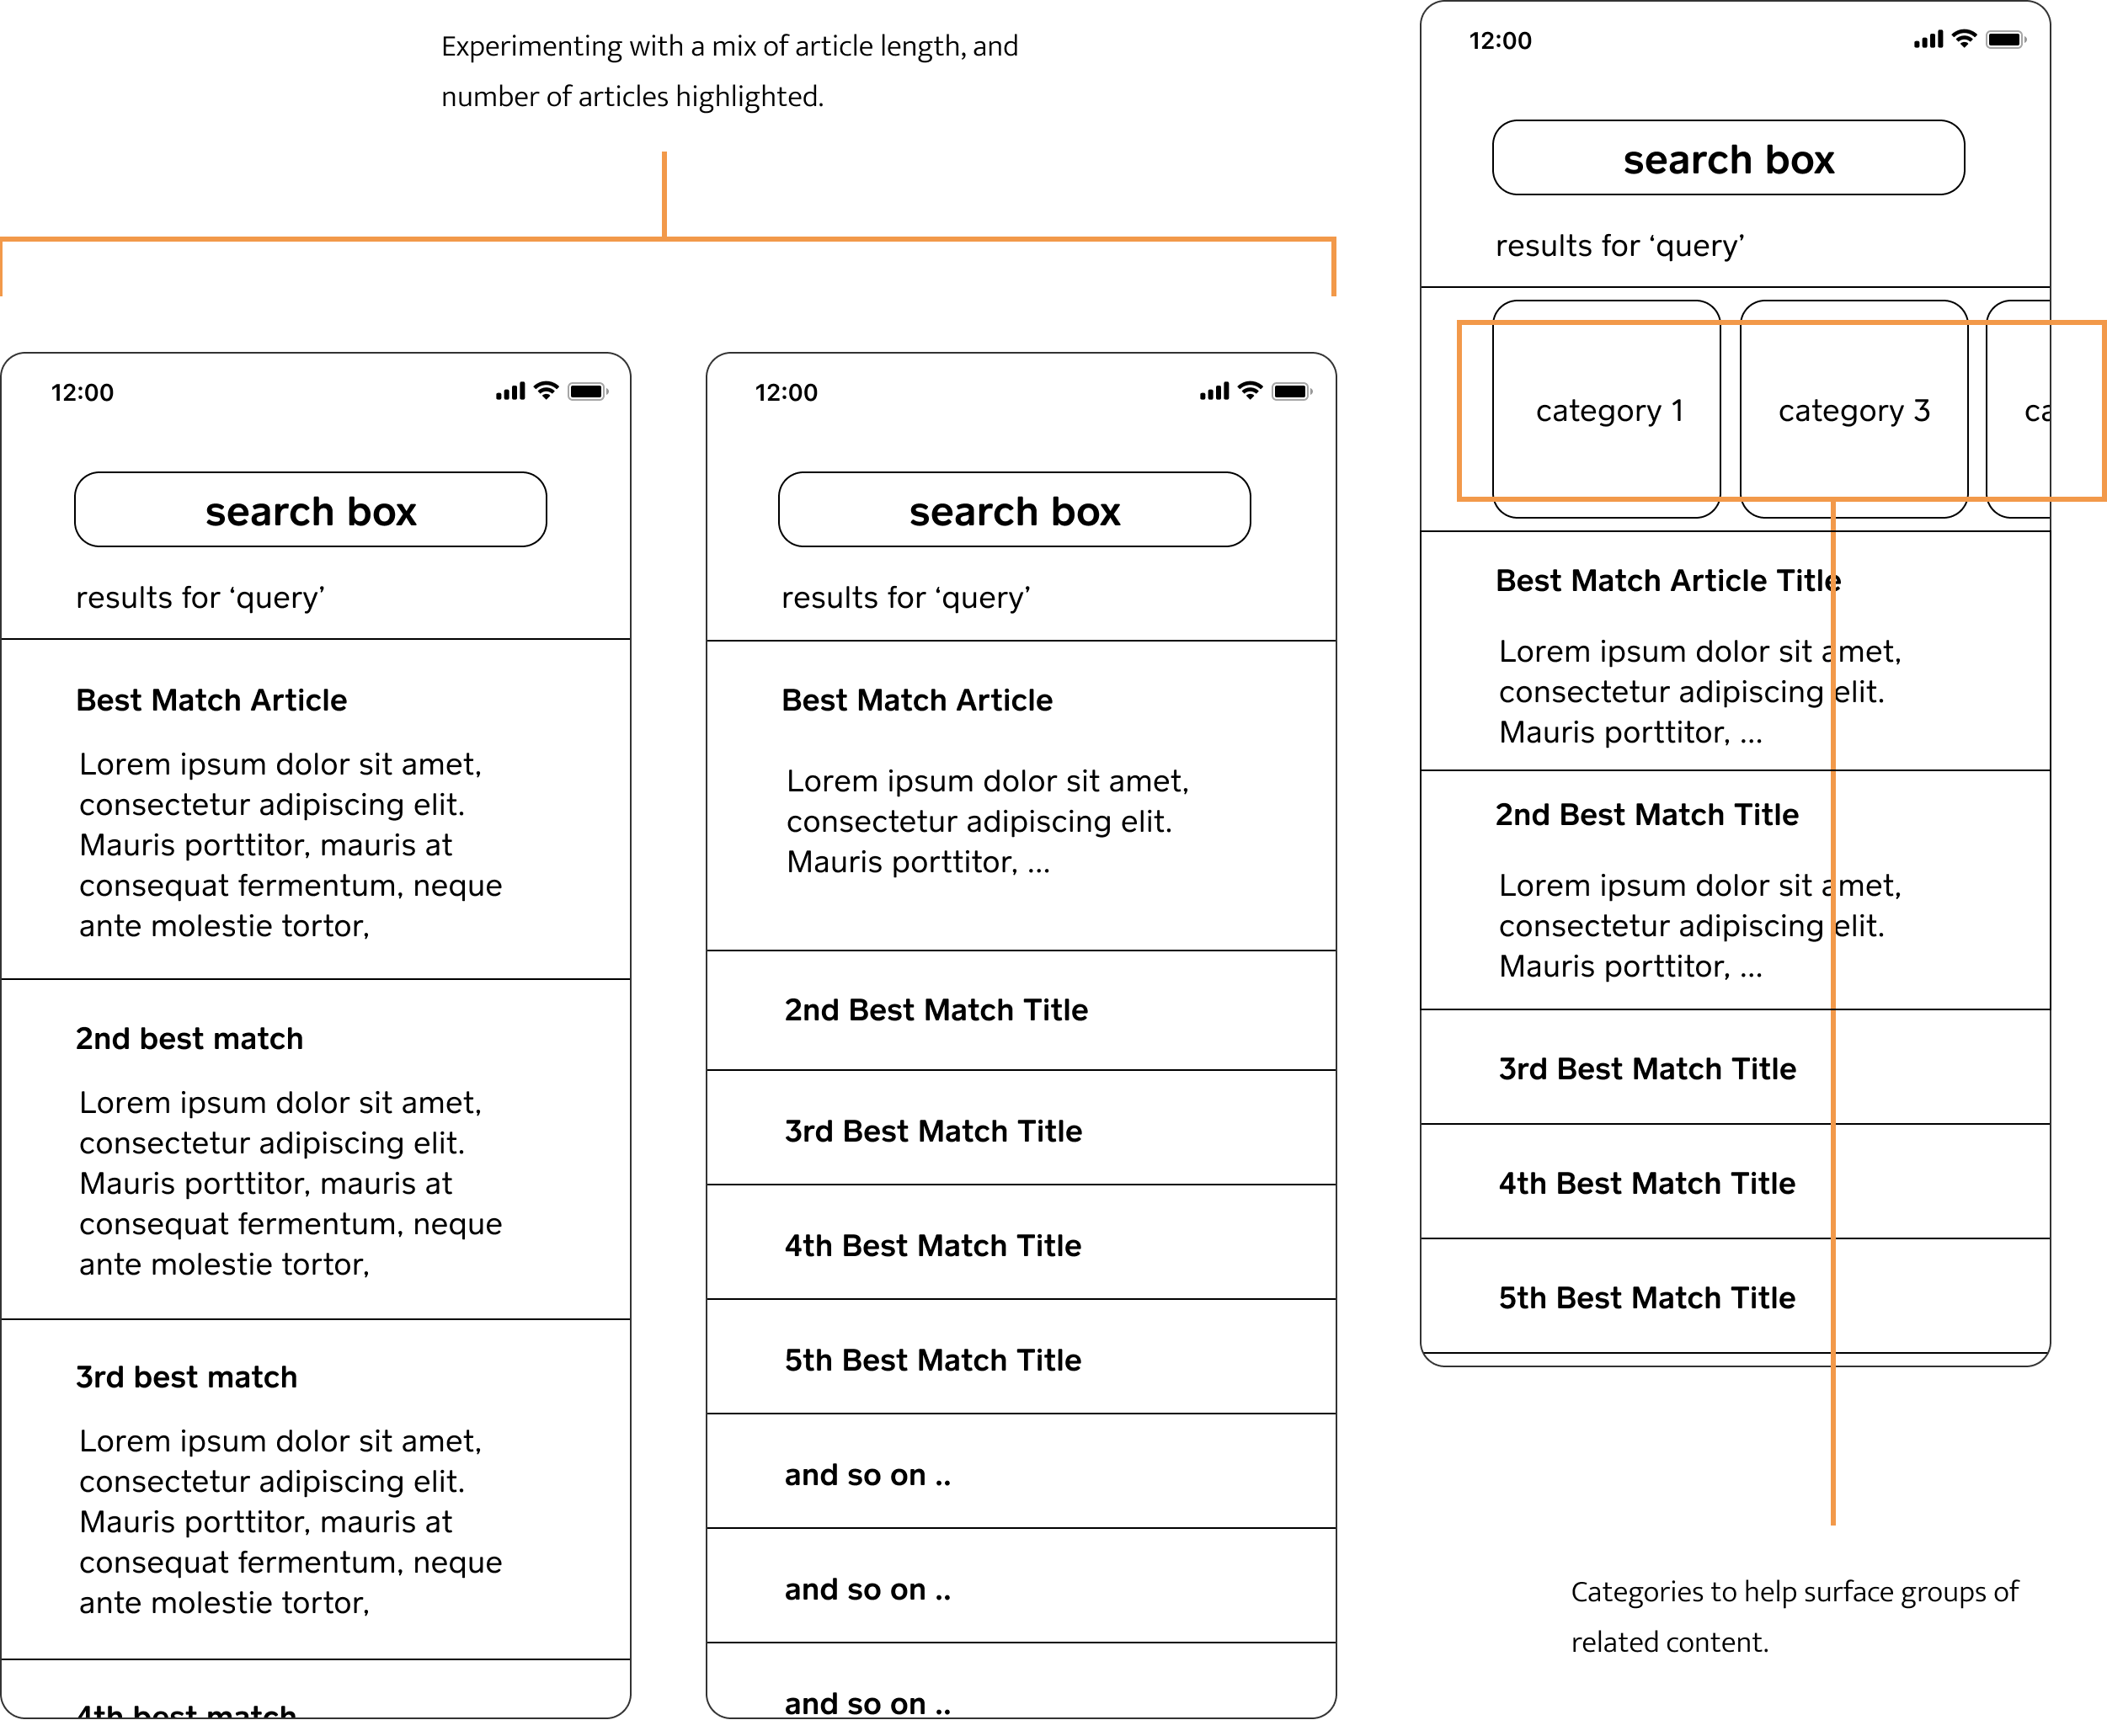 Experimenting with a mix of article length, and
number of articles highlighted.
12:00
search box
results for ‘query’
Best Match Article
Lorem ipsum dolor sit amet,
consectetur adipiscing elit.
Mauris porttitor, mauris at
consequat fermentum, neque
ante molestie tortor,
2nd best match
Lorem ipsum dolor sit amet,
consectetur adipiscing elit.
Mauris porttitor, mauris at
consequat fermentum, neque
ante molestie tortor,
3rd best match
Lorem ipsum dolor sit amet,
consectetur adipiscing elit.
Mauris porttitor, mauris at
consequat fermentum, neque
ante molestie tortor,
4th best match
12:00
search box
results for ‘query’
Best Match Article
Lorem ipsum dolor sit amet,
consectetur adipiscing elit.
Mauris porttitor, ...
2nd Best Match Title
3rd Best Match Title
4th Best Match Title
5th Best Match Title
and so on ..
and so on ..
and so on ..
12:00
search box
results for ‘query’
category 1
category 3
ca
Best Match Article Title
Lorem ipsum dolor sit amet,
consectetur adipiscing elit.
Mauris porttitor, ...
2nd Best Match Title
Lorem ipsum dolor sit amet,
consectetur adipiscing elit.
Mauris porttitor, ...
3rd Best Match Title
4th Best Match Title
5th Best Match Title
Categories to help surface groups of
related content.